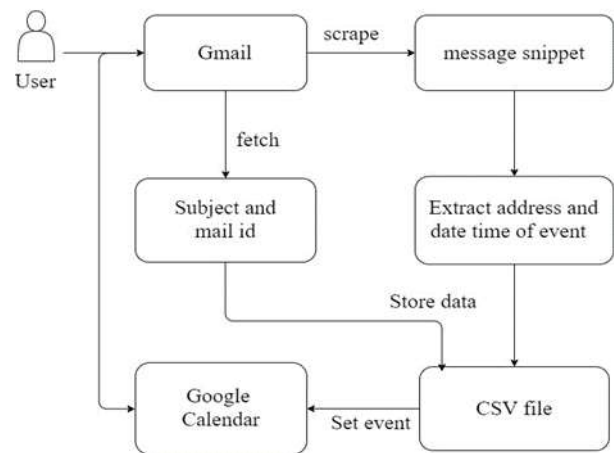 scrape
Gmail
message snippet
User
fetch
Subject and
mail id
Extract address and
date time of event
Store data
Google
Calendar
Set event
CSV file